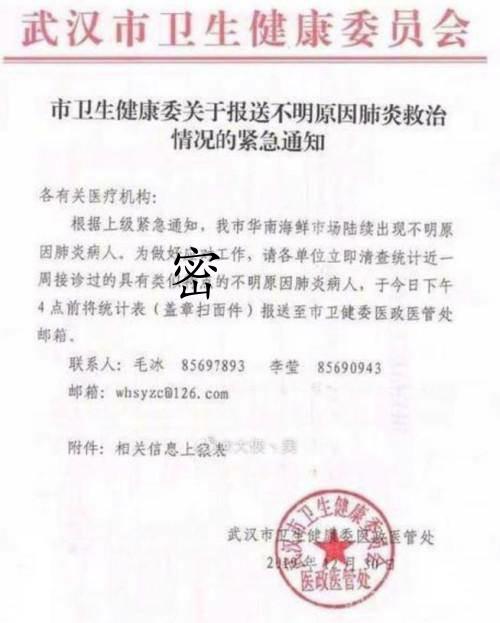 武汉市卫生健康委员会
市卫生健康委关于报送不明原因肺炎救治
情况的紧急通知
各有关医疗机构:
根据上级紧急通知，我市华南海鲜市场陆续出现不明原
因肺炎病人。为做好应对工作，请各单位立即清查统计近一
密
周接诊过的具有类似特点的不明原因肺炎病人，于今日下午
4点前将统计表（盖章扫面件）报送至市卫健委医政医管处
邮箱。
联系人:毛冰 85697893 李莹 85690943
邮箱: whsyzc@126.com
附件:相关信息上报表
武汉市卫生健康委医政医管处
2019年12月30日
武汉市卫生健康委员会
医政医管处